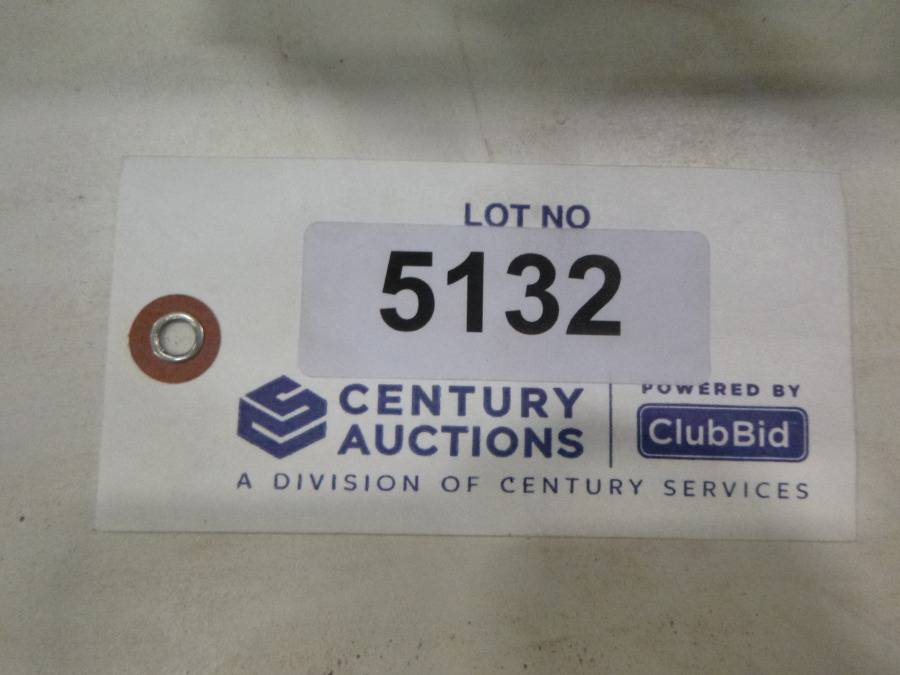 LOT NO
5132
CENTURY
AUCTIONS
POWERED BY
ClubBid
A DIVISION OF CENTURY SERVICES